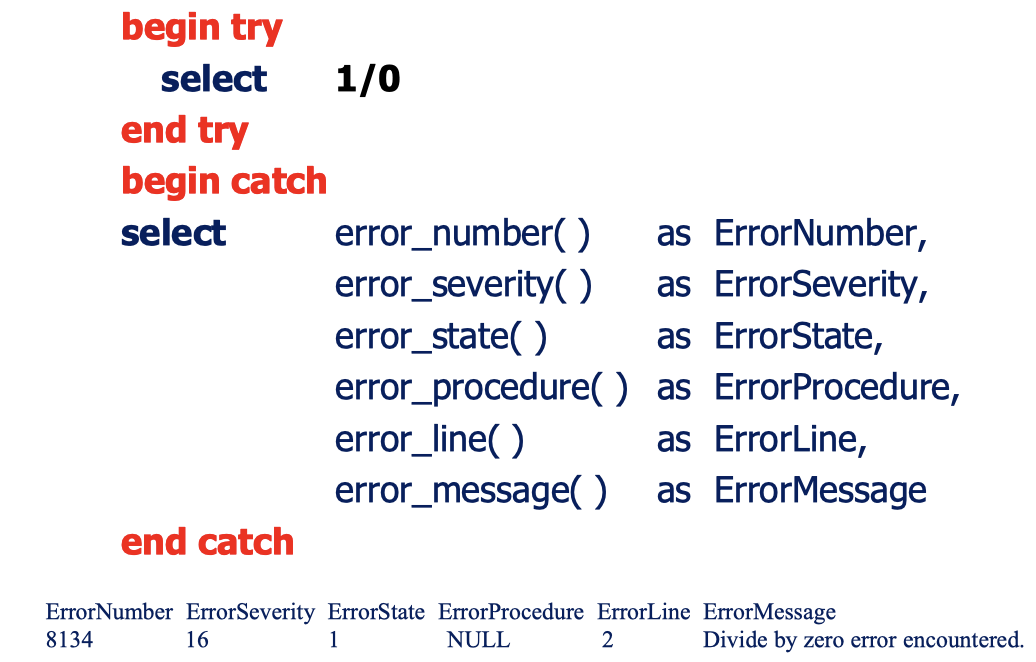 begin try
select 1/0
end try
begin catch
select error_number( ) as ErrorNumber,
error_severity( ) as ErrorSeverity,
error_state( ) as ErrorState,
error_procedure( ) as ErrorProcedure,
error_line( ) as ErrorLine,
error_message( ) as ErrorMessage
end catch
ErrorNumber ErrorSeverity ErrorState ErrorProcedure ErrorLine ErrorMessage
8134 16 1 NULL 2 Divide by zero error encountered.